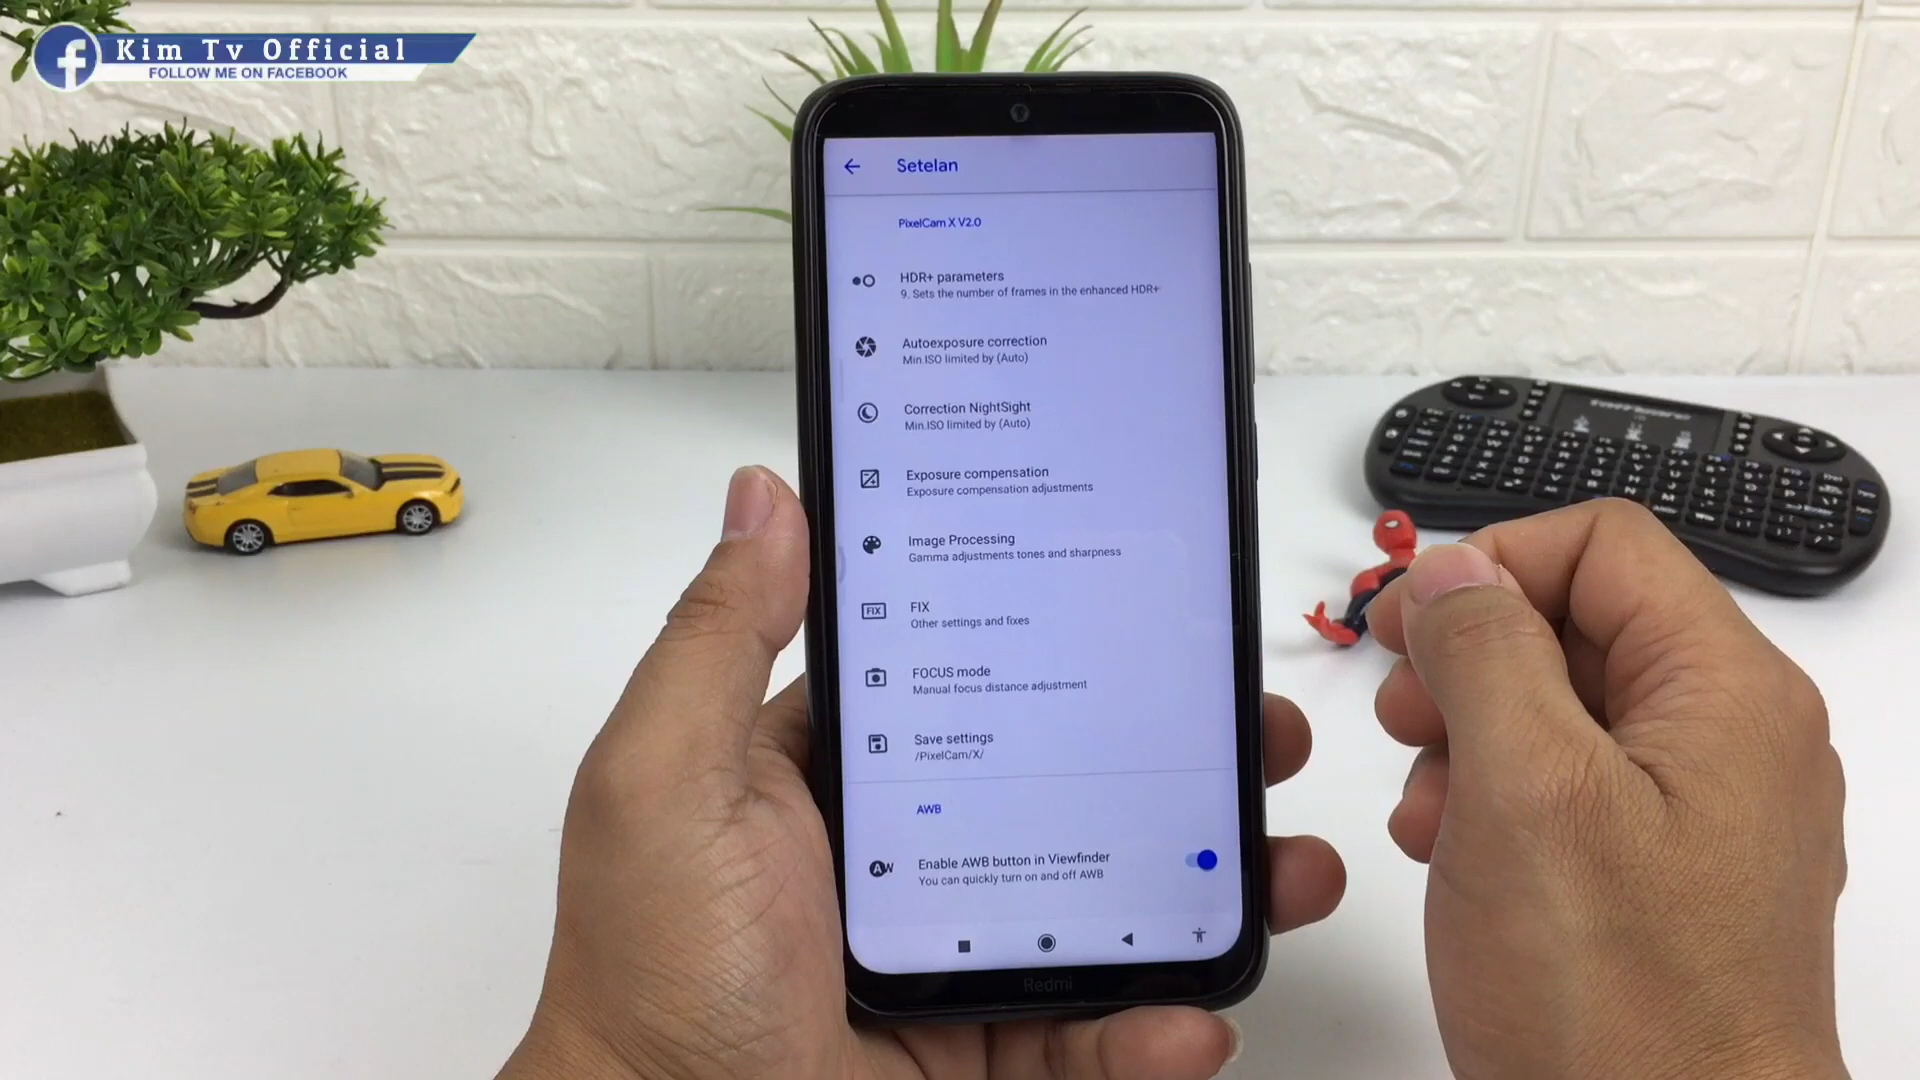 Kim Tv Official
FOLLOW ME ON FACEBOOK
Setelan
PixelCam X V2.0
HDR+ parameters
9. Sets the number of frames in the enhanced HDR+
Autoexposure correction
Min.ISO limited by (Auto)
Correction NightSight
Min.ISO limited by (Auto)
Exposure compensation
Exposure compensation adjustments
Image Processing
Gamma adjustments tones and sharpness
FIX
FIX
Other settings and fixes
FOCUS mode
Manual focus distance adjustment
Save settings
/PixelCam/X/
AWB
AW
Enable AWB button in Viewfinder
You can quickly turn on and off AWB
Redmi